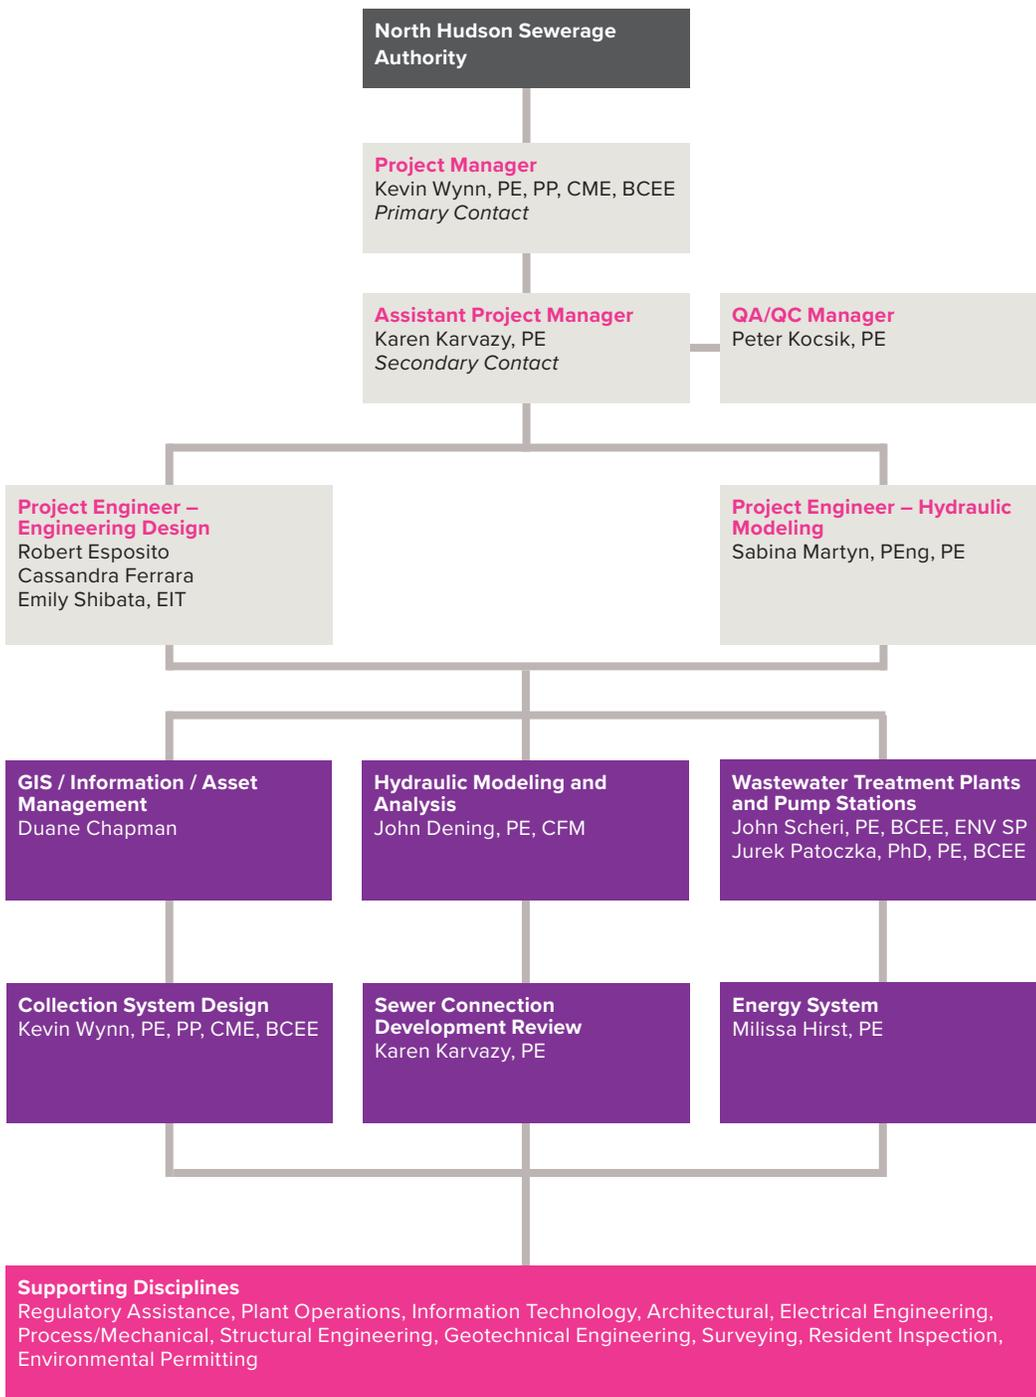 North Hudson Sewerage
Authority
Project Manager
Kevin Wynn, PE, PP, CME, BCEE
Primary Contact
Assistant Project Manager
Karen Karvazy, PE
Secondary Contact
QA/QC Manager
Peter Kocsik, PE
Project Engineer –
Engineering Design
Robert Esposito
Cassandra Ferrara
Emily Shibata, EIT
Project Engineer – Hydraulic
Modeling
Sabina Martyn, PEng, PE
GIS / Information / Asset
Management
Duane Chapman
Hydraulic Modeling and
Analysis
John Dening, PE, CFM
Wastewater Treatment Plants
and Pump Stations
John Scheri, PE, BCEE, ENV SP
Jurek Patoczka, PhD, PE, BCEE
Collection System Design
Kevin Wynn, PE, PP, CME, BCEE
Sewer Connection
Development Review
Karen Karvazy, PE
Energy System
Milissa Hirst, PE
Supporting Disciplines
Regulatory Assistance, Plant Operations, Information Technology, Architectural, Electrical Engineering,
Process/Mechanical, Structural Engineering, Geotechnical Engineering, Surveying, Resident Inspection,
Environmental Permitting